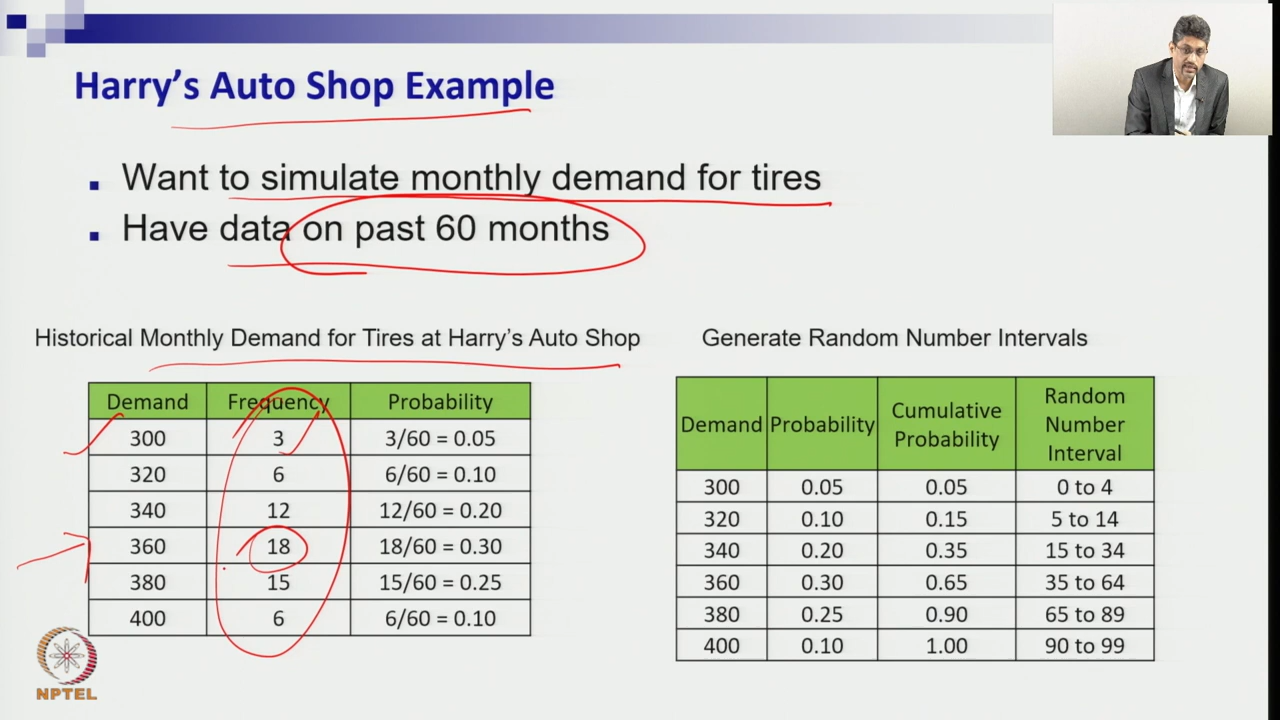 Harry's Auto Shop Example
Want to simulate monthly demand for tires
Have data on past 60 months
Historical Monthly Demand for Tires at Harry's Auto Shop
Demand Frequency Probability
300 3 3/60 = 0.05
320 6 6/60 = 0.10
340 12 12/60 = 0.20
360 18 18/60 = 0.30
380 15 15/60 = 0.25
400 6 6/60 = 0.10
Generate Random Number Intervals
Demand Probability Cumulative Probability Random Number Interval
300 0.05 0.05 0 to 4
320 0.10 0.15 5 to 14
340 0.20 0.35 15 to 34
360 0.30 0.65 35 to 64
380 0.25 0.90 65 to 89
400 0.10 1.00 90 to 99
NPTEL